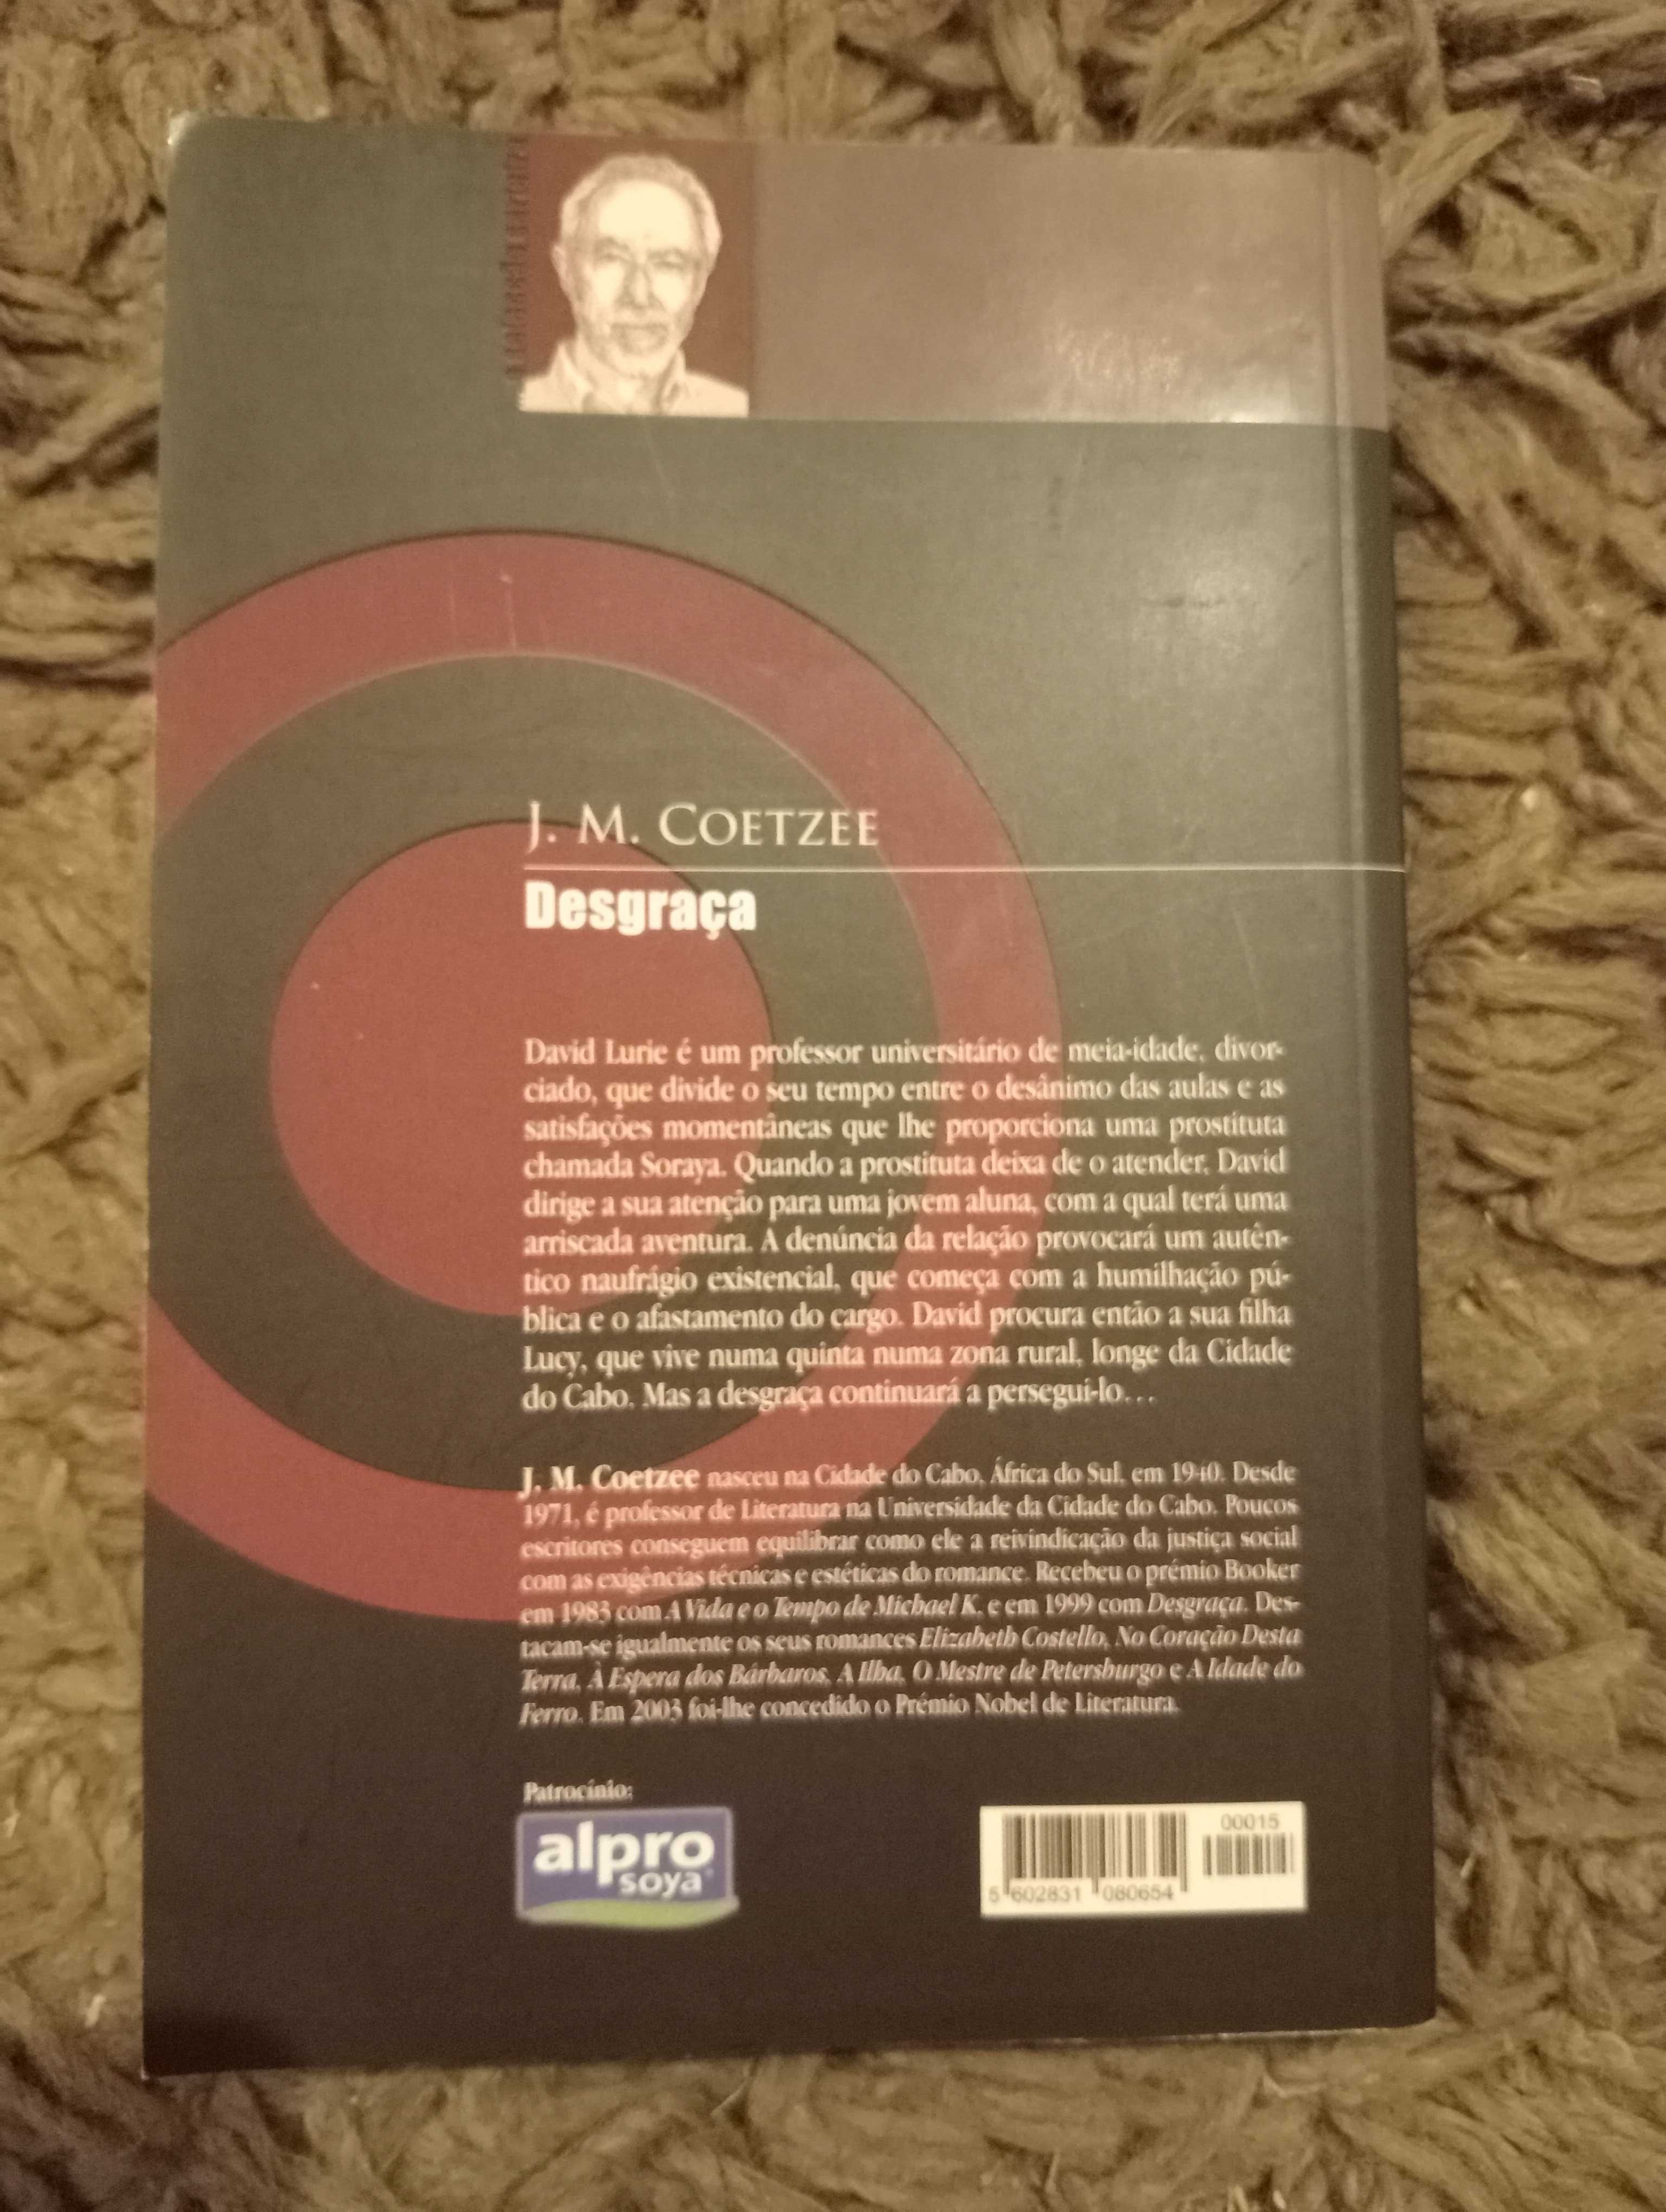 J. M. COETZEE
Desgraça
David Lurie é um professor universitário de meia-idade, divor-
ciado, que divide o seu tempo entre o desânimo das aulas e as
satisfações momentâneas que lhe proporciona uma prostituta
chamada Soraya. Quando a prostituta deixa de o atender, David
dirige a sua atenção para uma jovem aluna, com a qual terá uma
arriscada aventura. A denúncia da relação provocará um autên-
tico naufrágio existencial, que começa com a humilhação pú-
blica e o afastamento do cargo. David procura então a sua filha
Lucy, que vive numa quinta numa zona rural, longe da Cidade
do Cabo. Mas a desgraça continuará a persegui-lo…
J. M. Coetzee nasceu na Cidade do Cabo, África do Sul, em 1940. Desde
1971, é professor de Literatura na Universidade da Cidade do Cabo. Poucos
escritores conseguem equilibrar como ele a reivindicação da justiça social
com as exigências técnicas e estéticas do romance. Recebeu o prémio Booker
em 1983 com A Vida e o Tempo de Michael K, e em 1999 com Desgraça. Des-
tacam-se igualmente os seus romances Elizabeth Costello, No Coração Desta
Terra, À Espera dos Bárbaros, A Ilha, O Mestre de Petersburgo e A Idade do
Ferro. Em 2003 foi-lhe concedido o Prémio Nobel de Literatura.
Patrocínio:
alpro
soya
00015
5 602831 080654